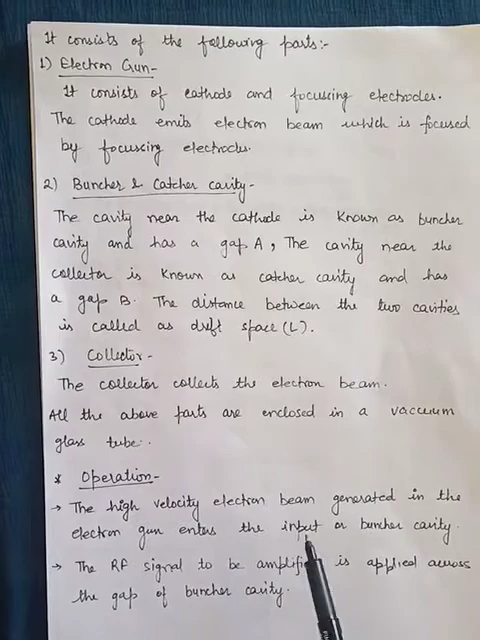 It consists of the following parts:-
1) Electron Gun-
It consists of cathode and focussing electrodes.
The cathode emits electron beam which is focused
by focussing electrodes.
2) Buncher & Catcher cavity-
The cavity near the cathode is known as buncher
cavity and has a gap A, The cavity near the
collector is known as catcher cavity and has
a gap B. The distance between the two cavities
is called as drift space (L).
3) Collector-
The collector collects the electron beam.
All the above parts are enclosed in a vaccuum
glass tube.
* Operation-
→ The high velocity electron beam generated in the
electron gun enters the input or buncher cavity.
→ The RF signal to be amplified is applied across
the gap of buncher cavity.